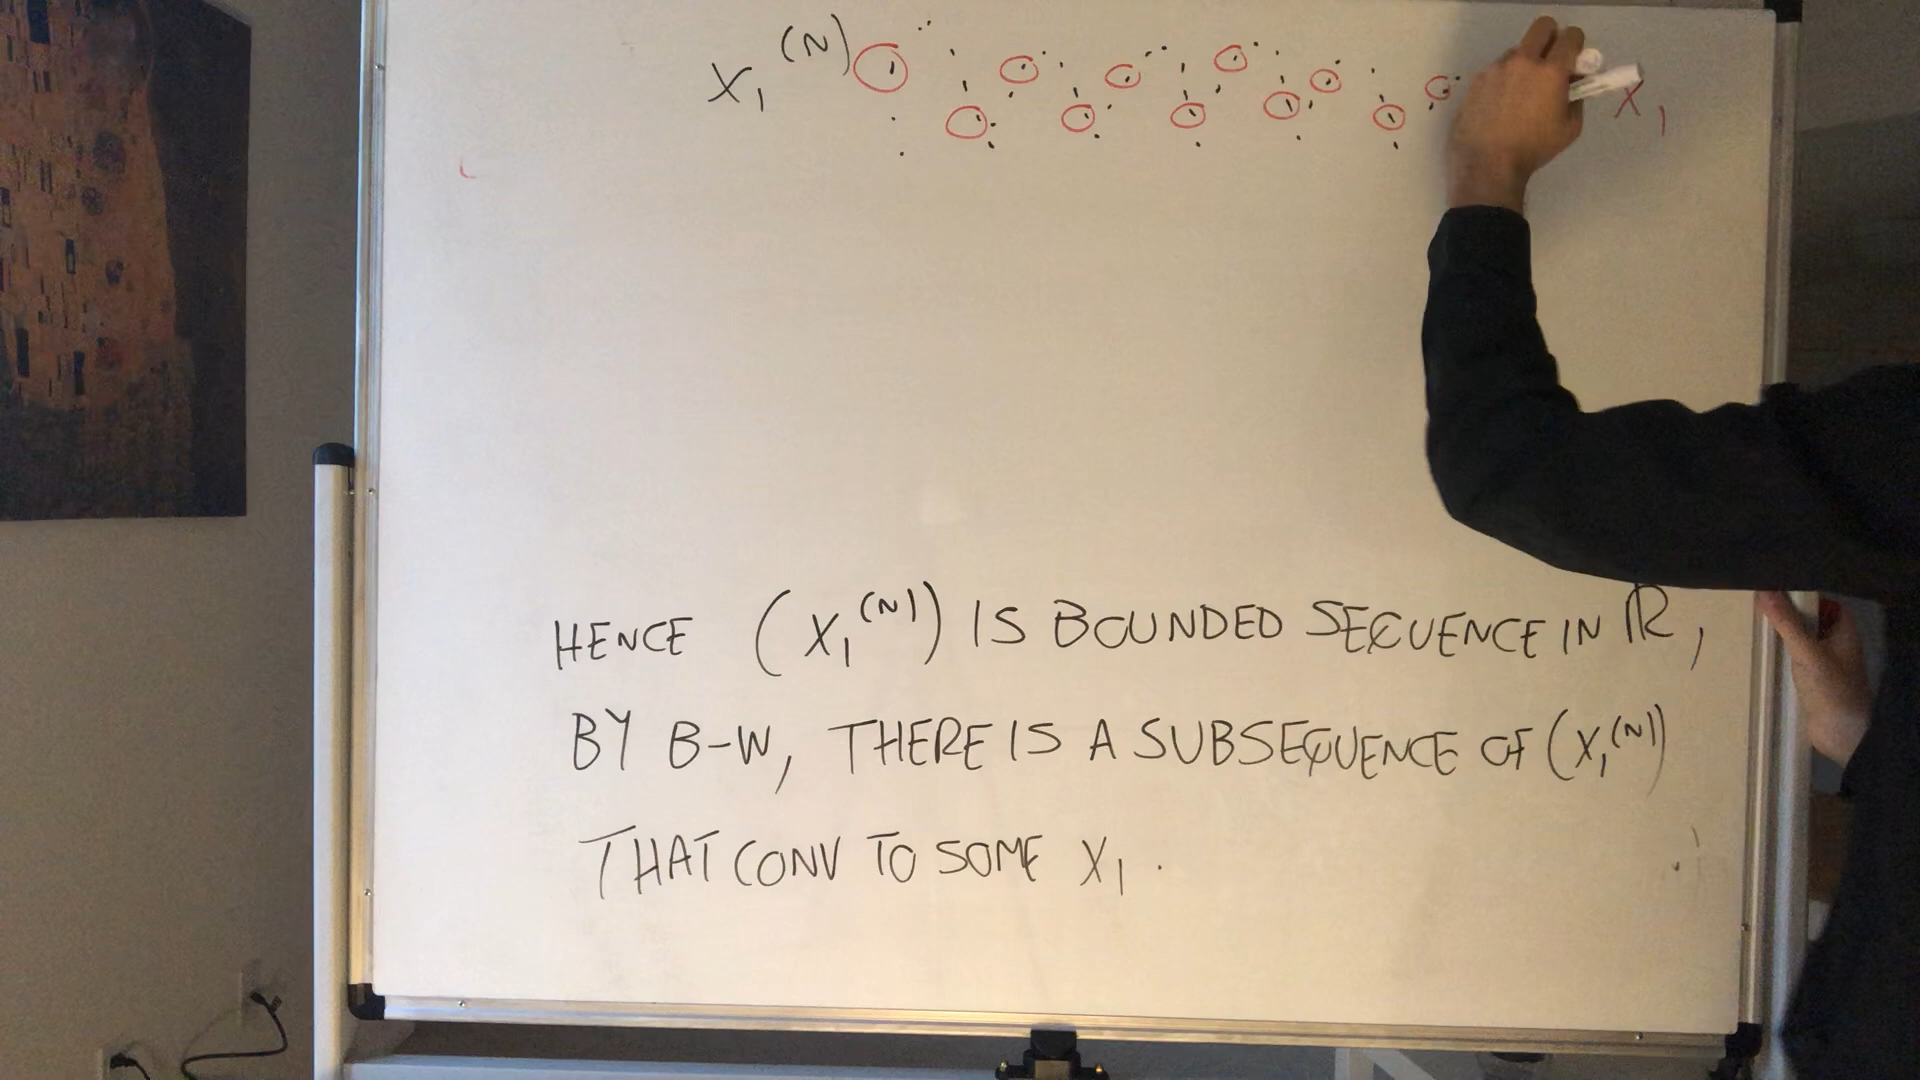 X₁⁽ᴺ⁾ X₁
HENCE (X₁⁽ᴺ⁾) IS BOUNDED SEQUENCE IN ℝ,
BY B-W, THERE IS A SUBSEQUENCE OF (X₁⁽ᴺ⁾)
THAT CONV TO SOME X₁.